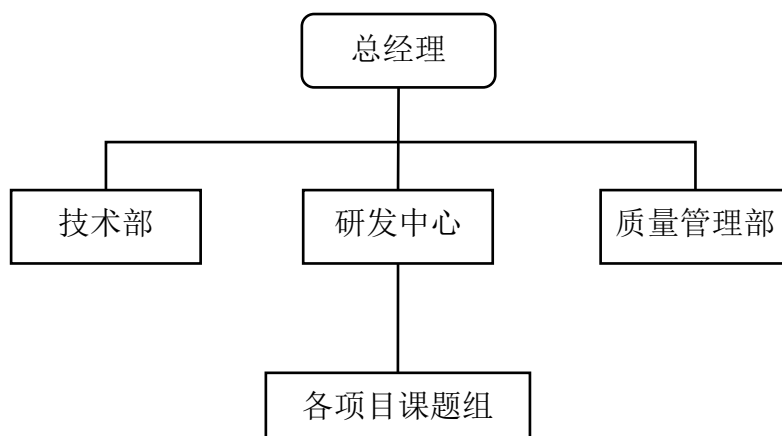 总经理
技术部
研发中心
质量管理部
各项目课题组